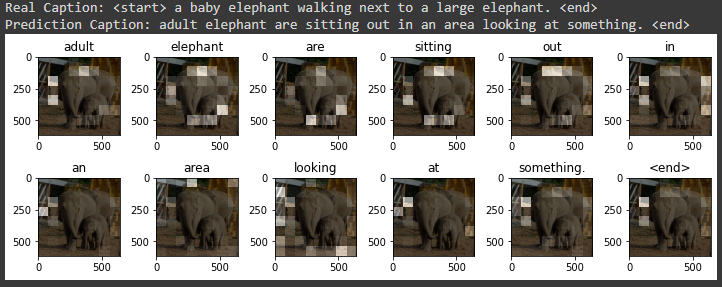 Real Caption: <start> a baby elephant walking next to a large elephant. <end>
Prediction Caption: adult elephant are sitting out in an area looking at something. <end>
adult elephant are sitting out in
0 0 0 0 0 0
250 250 250 250 250 250
500 500 500 500 500 500
0 500 0 500 0 500 0 500 0 500 0 500
an area looking at something. <end>
0 0 0 0 0 0
250 250 250 250 250 250
500 500 500 500 500 500
0 500 0 500 0 500 0 500 0 500 0 500